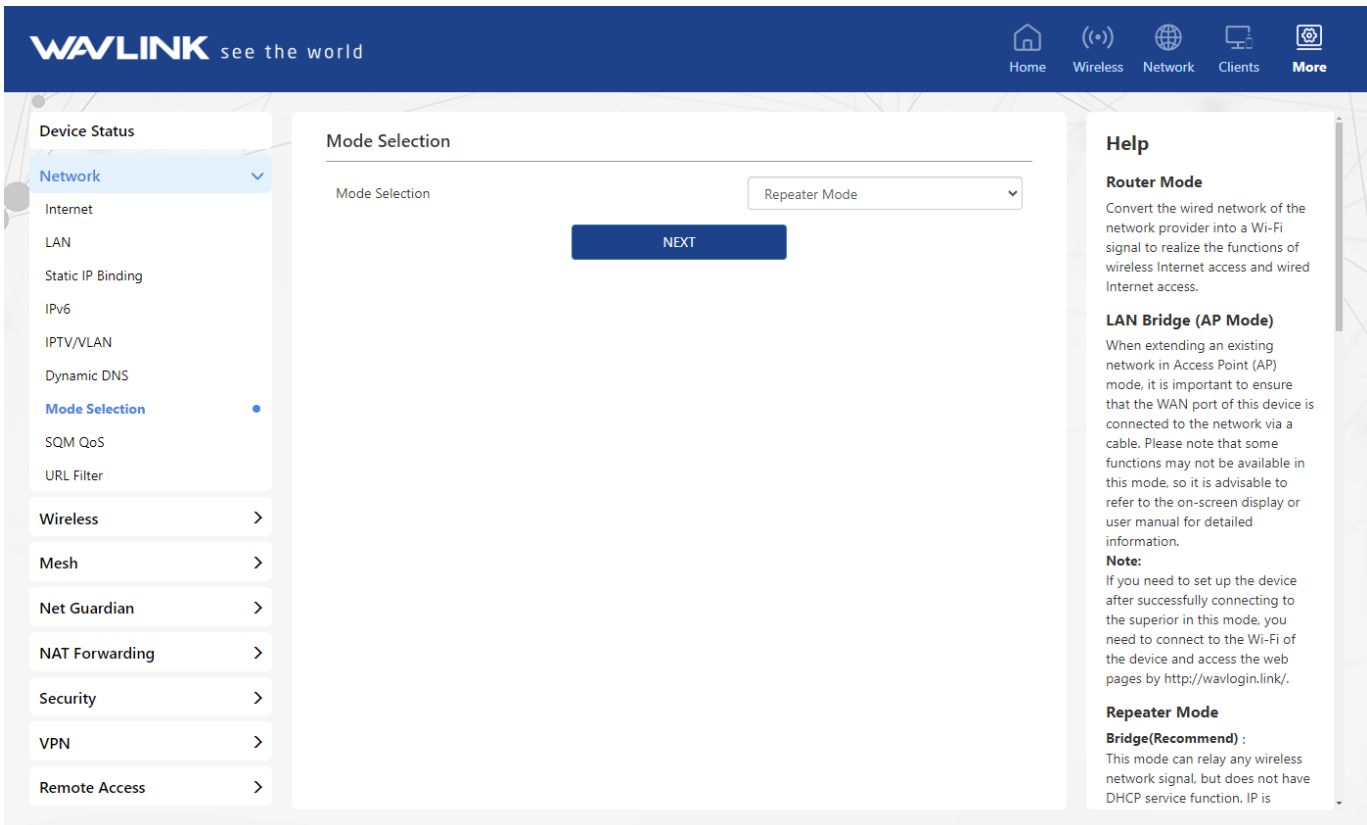 WAVLINK see the world
Home
Wireless
Network
Clients
More
Device Status
Network
Internet
LAN
Static IP Binding
IPv6
IPTV/VLAN
Dynamic DNS
Mode Selection
SQM QoS
URL Filter
Wireless
Mesh
Net Guardian
NAT Forwarding
Security
VPN
Remote Access
Mode Selection
Mode Selection
Repeater Mode
NEXT
Help
Router Mode
Convert the wired network of the
network provider into a Wi-Fi
signal to realize the functions of
wireless Internet access and wired
Internet access.
LAN Bridge (AP Mode)
When extending an existing
network in Access Point (AP)
mode, it is important to ensure
that the WAN port of this device is
connected to the network via a
cable. Please note that some
functions may not be available in
this mode, so it is advisable to
refer to the on-screen display or
user manual for detailed
information.
Note:
If you need to set up the device
after successfully connecting to
the superior in this mode, you
need to connect to the Wi-Fi of
the device and access the web
pages by http://wavlogin.link/.
Repeater Mode
Bridge(Recommend) :
This mode can relay any wireless
network signal, but does not have
DHCP service function. IP is